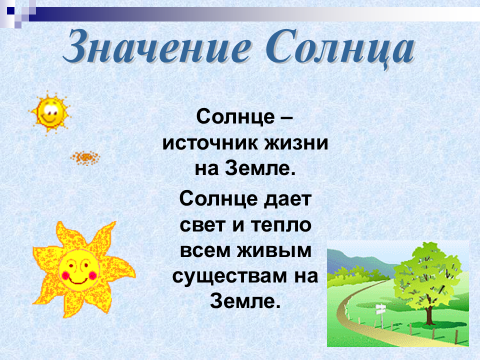 Значение Солнца
Солнце –
источник жизни
на Земле.
Солнце дает
свет и тепло
всем живым
существам на
Земле.